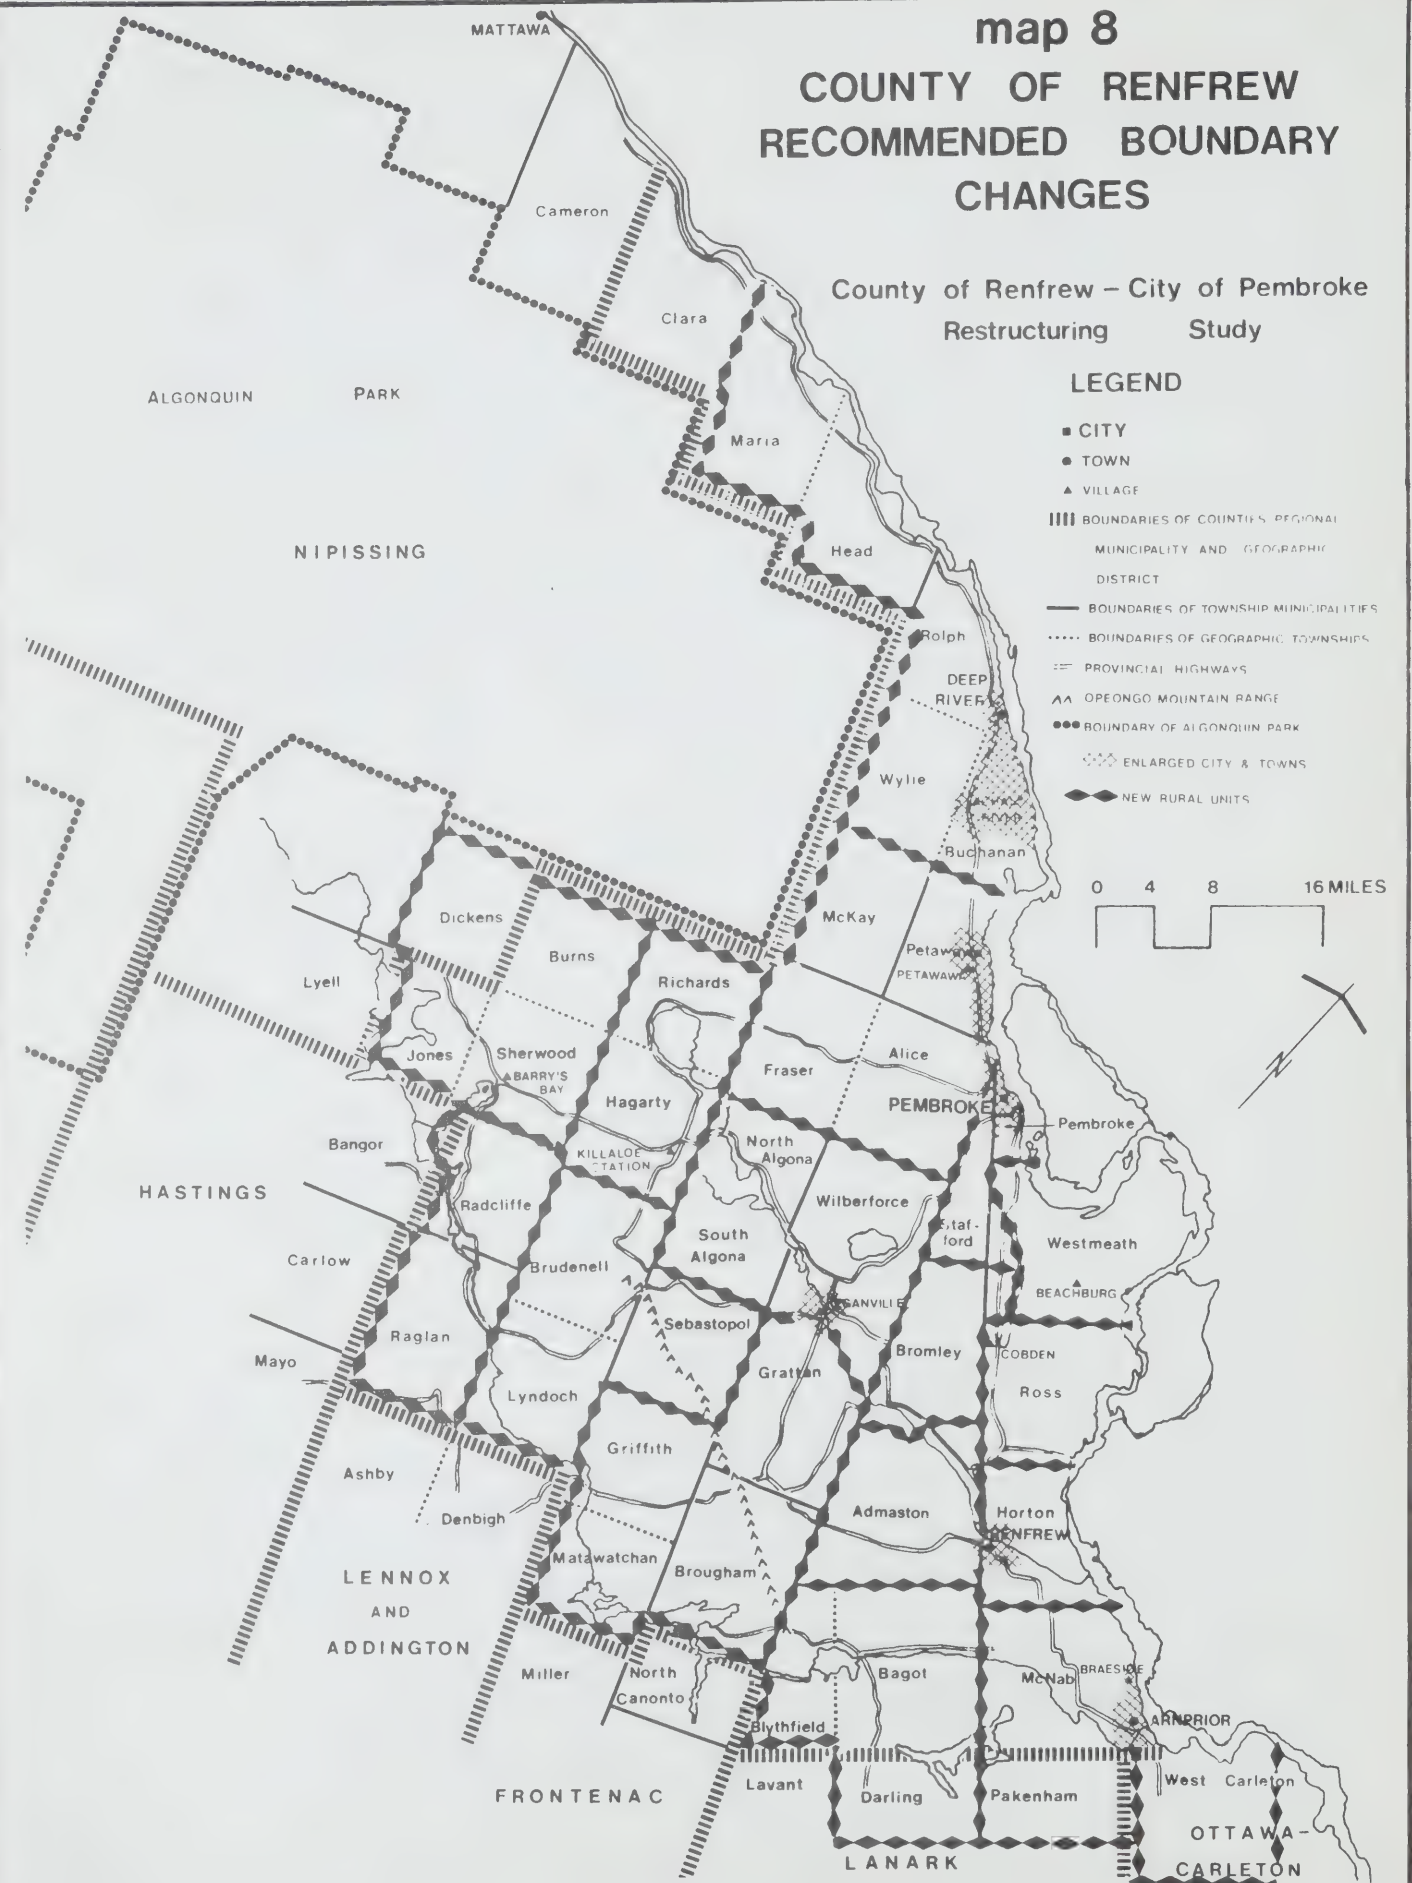 map 8
COUNTY OF RENFREW
RECOMMENDED BOUNDARY
CHANGES
County of Renfrew – City of Pembroke
Restructuring Study
LEGEND
CITY
TOWN
VILLAGE
BOUNDARIES OF COUNTIES REGIONAL
MUNICIPALITY AND GEOGRAPHIC
DISTRICT
BOUNDARIES OF TOWNSHIP MUNICIPALITIES
BOUNDARIES OF GEOGRAPHIC TOWNSHIPS
PROVINCIAL HIGHWAYS
OPEONGO MOUNTAIN RANGE
BOUNDARY OF ALGONQUIN PARK
ENLARGED CITY & TOWNS
NEW RURAL UNITS
0 4 8 16 MILES
N
MATTAWA
Cameron
Clara
ALGONQUIN PARK
Maria
NIPISSING
Head
Rolph
DEEP
RIVER
Wylie
Buchanan
McKay
Petawawa
PETAWAWA
Dickens
Burns
Richards
Lyell
Jones
Sherwood
BARRY'S
BAY
Fraser
Alice
Hagarty
PEMBROKE
Pembroke
Bangor
KILLALOE
STATION
North
Algona
HASTINGS
Radcliffe
Wilberforce
Staf-
ford
South
Algona
Westmeath
Carlow
Brudenell
BEACHBURG
EGANVILLE
Sebastopol
Raglan
Bromley
COBDEN
Mayo
Grattan
Lyndoch
Ross
Griffith
Ashby
Denbigh
Admaston
Horton
RENFREW
Matawatchan
Brougham
LENNOX
AND
ADDINGTON
Miller
North
Canonto
Bagot
McNab
BRAESIDE
Blythfield
ARNPRIOR
FRONTENAC
Lavant
Darling
Pakenham
West Carleton
OTTAWA-
CARLETON
LANARK